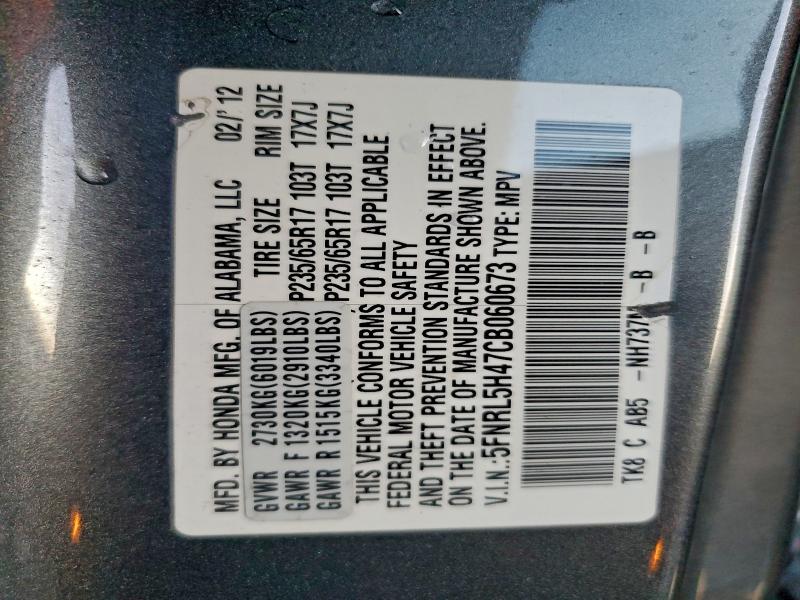 MFD. BY HONDA MFG. OF ALABAMA, LLC 02/'12
GVWR 2730KG(6019LBS) TIRE SIZE RIM SIZE
GAWR F 1320KG(2910LBS) P235/65R17 103T 17X7J
GAWR R 1515KG(3340LBS) P235/65R17 103T 17X7J
THIS VEHICLE CONFORMS TO ALL APPLICABLE
FEDERAL MOTOR VEHICLE SAFETY
AND THEFT PREVENTION STANDARDS IN EFFECT
ON THE DATE OF MANUFACTURE SHOWN ABOVE.
V.I.N.:5FNRL5H47CB060673 TYPE: MPV
TK8 C AB5 -B -B